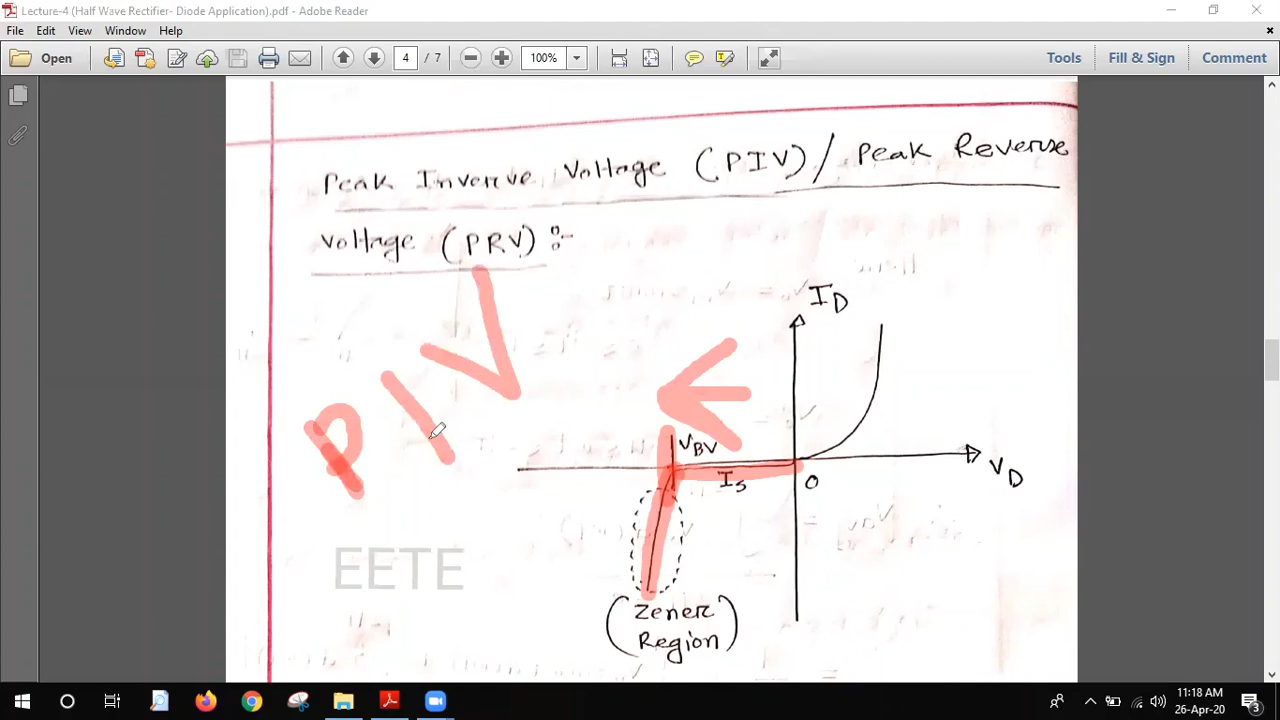 Lecture-4 (Half Wave Rectifier- Diode Application).pdf - Adobe Reader
File Edit View Window Help
Open 4 / 7 100% Tools Fill & Sign Comment
Peak Inverve Voltage (PIV) / Peak Reverse
Voltage (PRV) :-
PIV
ID
VBV
Is
O
VD
EETE
(Zener
Region)
11:18 AM
26-Apr-20
3